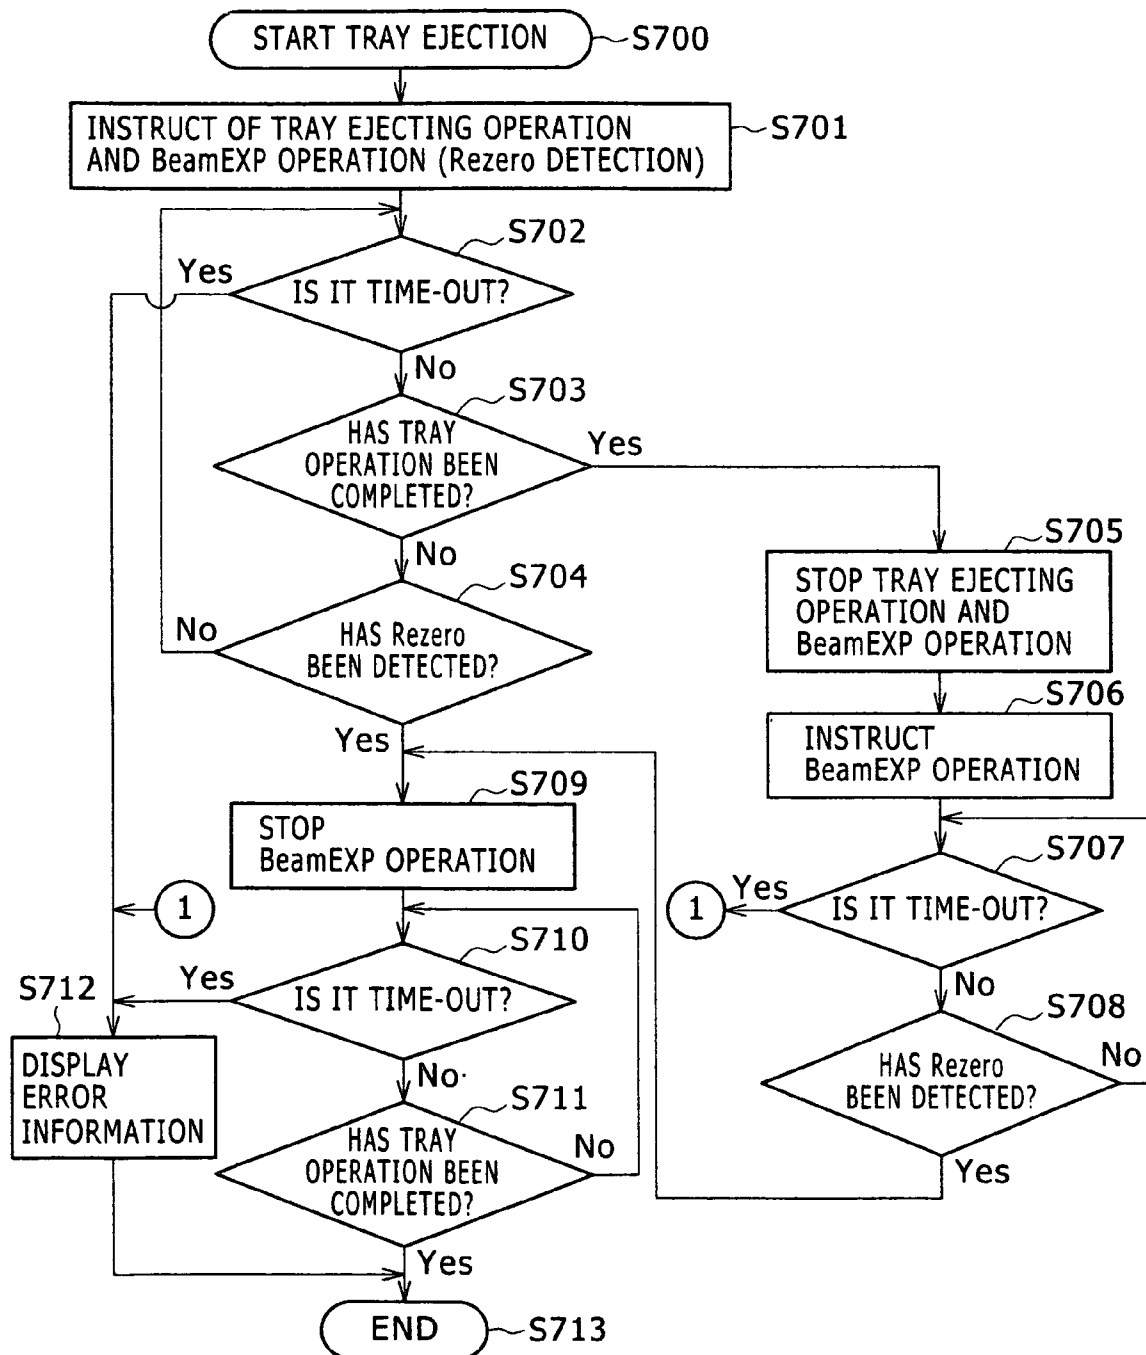 START TRAY EJECTION
S700
INSTRUCT OF TRAY EJECTING OPERATION
AND BeamEXP OPERATION (Rezero DETECTION)
S701
S702
Yes
IS IT TIME-OUT?
No
S703
HAS TRAY
OPERATION BEEN
COMPLETED?
Yes
No
S704
No
HAS Rezero
BEEN DETECTED?
Yes
S705
STOP TRAY EJECTING
OPERATION AND
BeamEXP OPERATION
S706
INSTRUCT
BeamEXP OPERATION
S707
1
Yes
IS IT TIME-OUT?
No
S708
HAS Rezero
BEEN DETECTED?
No
Yes
S709
STOP
BeamEXP OPERATION
1
S710
Yes
IS IT TIME-OUT?
No
S711
HAS TRAY
OPERATION BEEN
COMPLETED?
No
Yes
S712
DISPLAY
ERROR
INFORMATION
END
S713